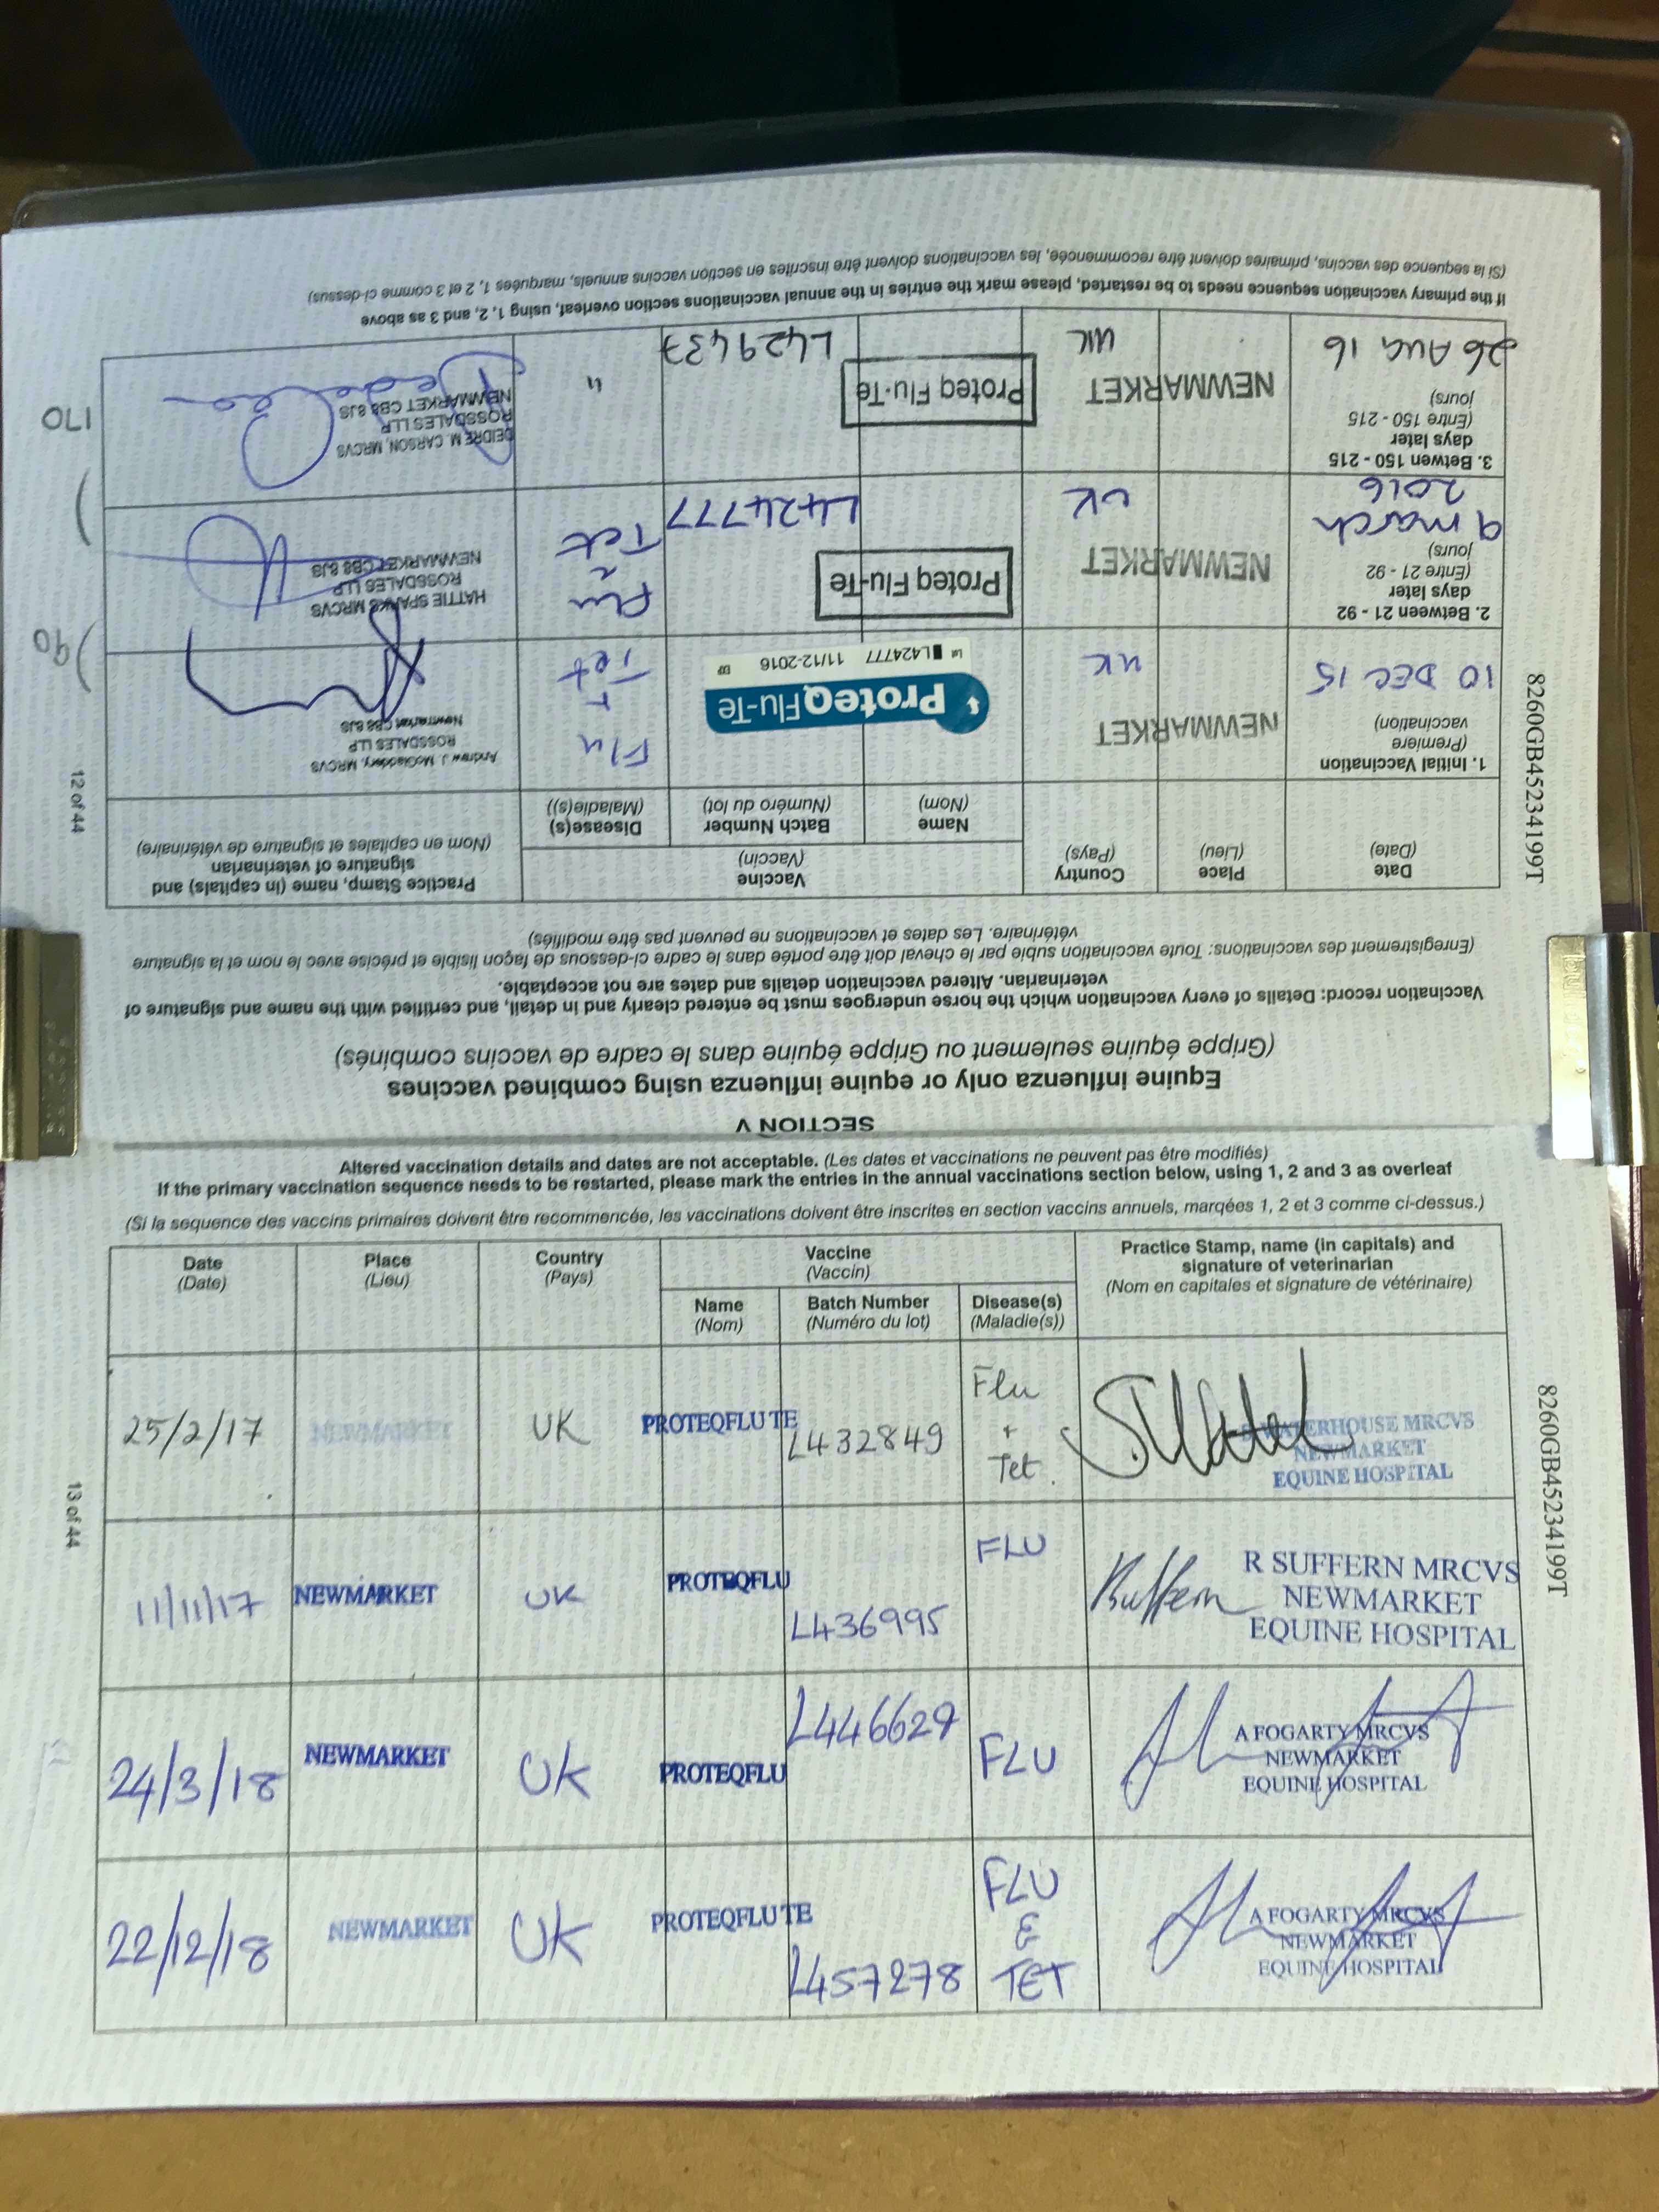 SECTION V
Equine influenza only or equine influenza using combined vaccines
(Grippe équine seulement ou Grippe équine dans le cadre de vaccins combinés)
Vaccination record: Details of every vaccination which the horse undergoes must be entered clearly and in detail, and certified with the name and signature of
veterinarian. Altered vaccination details and dates are not acceptable.
(Enregistrement des vaccinations: Toute vaccination subie par le cheval doit être portée dans le cadre ci-dessous de façon lisible et précise avec le nom et la signature
vétérinaire. Les dates et vaccinations ne peuvent pas être modifiés)
Date
(Date)
Place
(Lieu)
Country
(Pays)
Vaccine
(Vaccin)
Name
(Nom)
Batch Number
(Numéro du lot)
Disease(s)
(Maladie(s))
Practice Stamp, name (in capitals) and
signature of veterinarian
(Nom en capitales et signature de vétérinaire)
1. Initial Vaccination
(Premiere
vaccination)
10 DEC 15
NEWMARKET
UK
ProteqFlu-Te
Lot L424777 11/12-2016 EXP
Flu
+
Tet
Andrew J. McGladdery, MRCVS
ROSSDALES LLP
Newmarket CB8 8JS
2. Between 21 - 92
days later
(Entre 21 - 92
jours)
9 march
2016
NEWMARKET
UK
Proteq Flu-Te
L424777
Flu
Tet
HATTIE SPANKS MRCVS
ROSSDALES LLP
NEWMARKET CB8 8JS
3. Betwen 150 - 215
days later
(Entre 150 - 215
jours)
26 AUG 16
NEWMARKET
UK
Proteq Flu-Te
L429433
"
DEIDRE M. CARSON, MRCVS
ROSSDALES LLP
NEWMARKET CB8 8JS
If the primary vaccination sequence needs to be restarted, please mark the entries in the annual vaccinations section overleaf, using 1, 2, and 3 as above
(Si la sequence des vaccins, primaires doivent être recommencée, les vaccinations doivent être inscrites en section vaccins annuels, marquées 1, 2 et 3 comme ci-dessus)
90
170
12 of 44
8260GB45234199T
Altered vaccination details and dates are not acceptable. (Les dates et vaccinations ne peuvent pas être modifiés)
If the primary vaccination sequence needs to be restarted, please mark the entries in the annual vaccinations section below, using 1, 2 and 3 as overleaf
(Si la sequence des vaccins primaires doivent être recommencée, les vaccinations doivent être inscrites en section vaccins annuels, marqées 1, 2 et 3 comme ci-dessus.)
Date
(Date)
Place
(Lieu)
Country
(Pays)
Vaccine
(Vaccin)
Name
(Nom)
Batch Number
(Numéro du lot)
Disease(s)
(Maladie(s))
Practice Stamp, name (in capitals) and
signature of veterinarian
(Nom en capitales et signature de vétérinaire)
25/2/17
NEWMARKET
UK
PROTEQFLU TE
L432849
Flu
+
Tet.
S WATERHOUSE MRCVS
NEWMARKET
EQUINE HOSPITAL
11/11/17
NEWMARKET
UK
PROTEQFLU
L436995
FLU
R SUFFERN MRCVS
NEWMARKET
EQUINE HOSPITAL
24/3/18
NEWMARKET
UK
PROTEQFLU
L446629
FLU
A FOGARTY MRCVS
NEWMARKET
EQUINE HOSPITAL
22/12/18
NEWMARKET
UK
PROTEQFLU TE
L457278
FLU
&
TET
A FOGARTY MRCVS
NEWMARKET
EQUINE HOSPITAL
13 of 44
8260GB45234199T